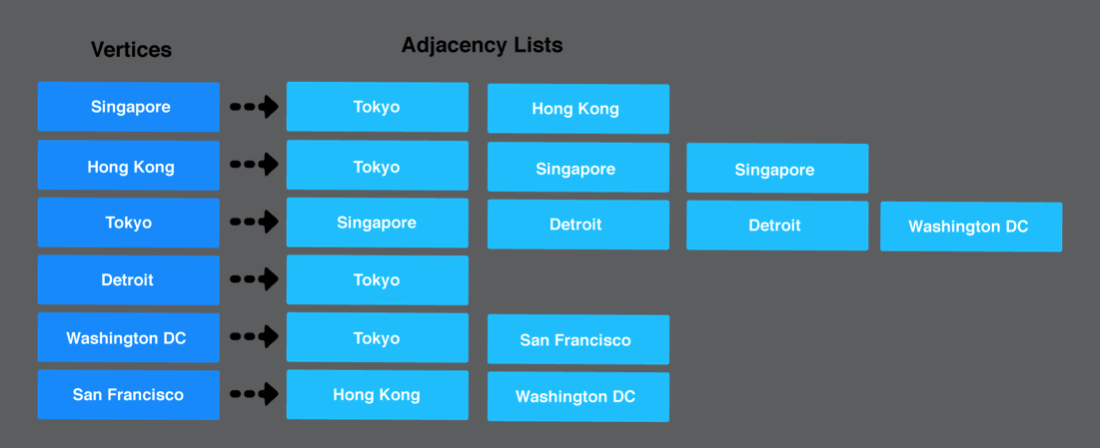 Vertices Adjacency Lists
Singapore Tokyo Hong Kong
Hong Kong Tokyo Singapore Singapore
Tokyo Singapore Detroit Detroit Washington DC
Detroit Tokyo
Washington DC Tokyo San Francisco
San Francisco Hong Kong Washington DC